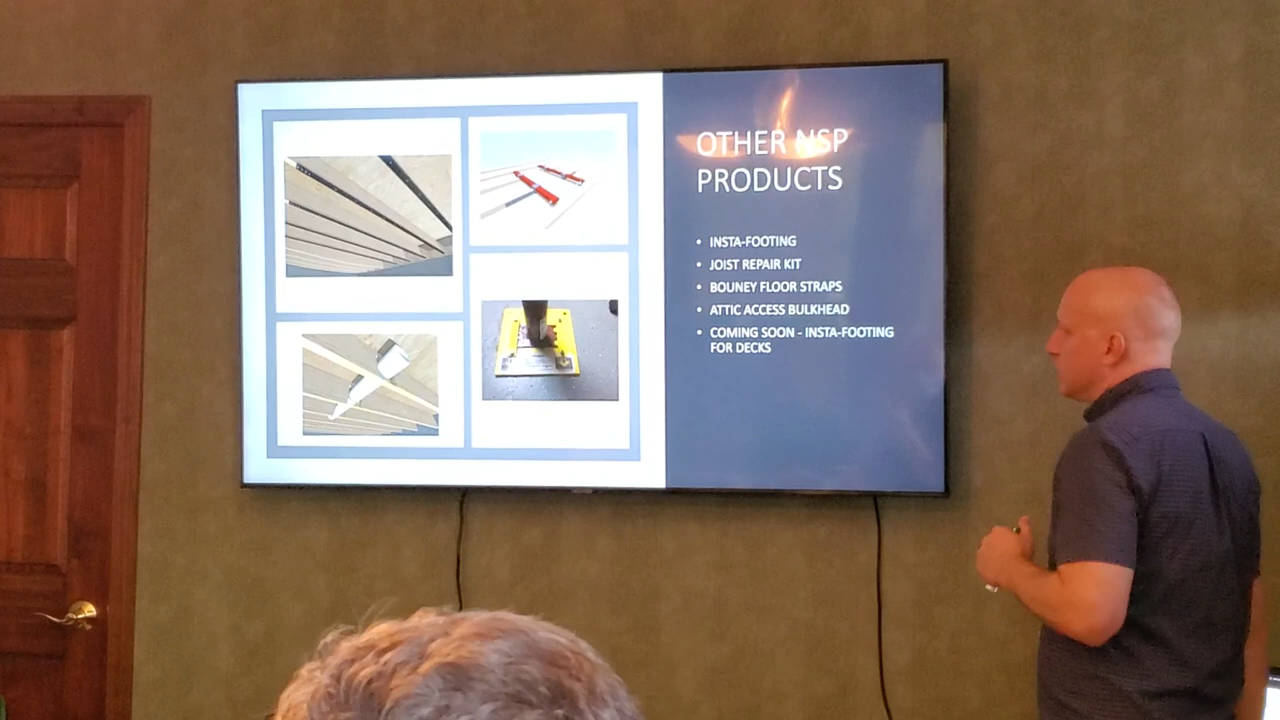 OTHER NSP
PRODUCTS
• INSTA-FOOTING
• JOIST REPAIR KIT
• BOUNEY FLOOR STRAPS
• ATTIC ACCESS BULKHEAD
• COMING SOON - INSTA-FOOTING
FOR DECKS